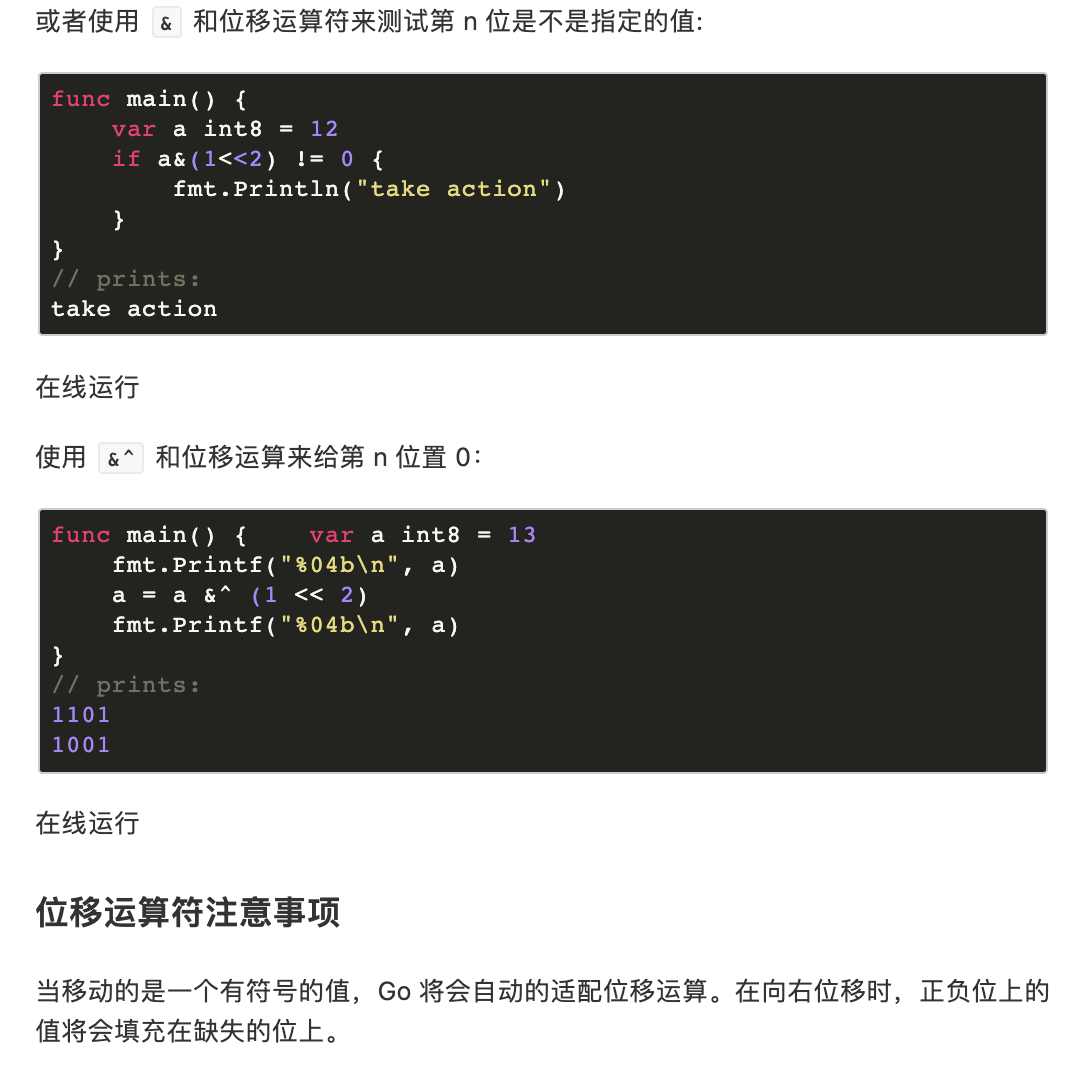 或者使用 & 和位移运算符来测试第 n 位是不是指定的值:
func main() {
    var a int8 = 12
    if a&(1<<2) != 0 {
        fmt.Println("take action")
    }
}
// prints:
take action
在线运行
使用 &^ 和位移运算来给第 n 位置 0：
func main() {    var a int8 = 13
    fmt.Printf("%04b\n", a)
    a = a &^ (1 << 2)
    fmt.Printf("%04b\n", a)
}
// prints:
1101
1001
在线运行
位移运算符注意事项
当移动的是一个有符号的值，Go 将会自动的适配位移运算。在向右位移时，正负位上的
值将会填充在缺失的位上。